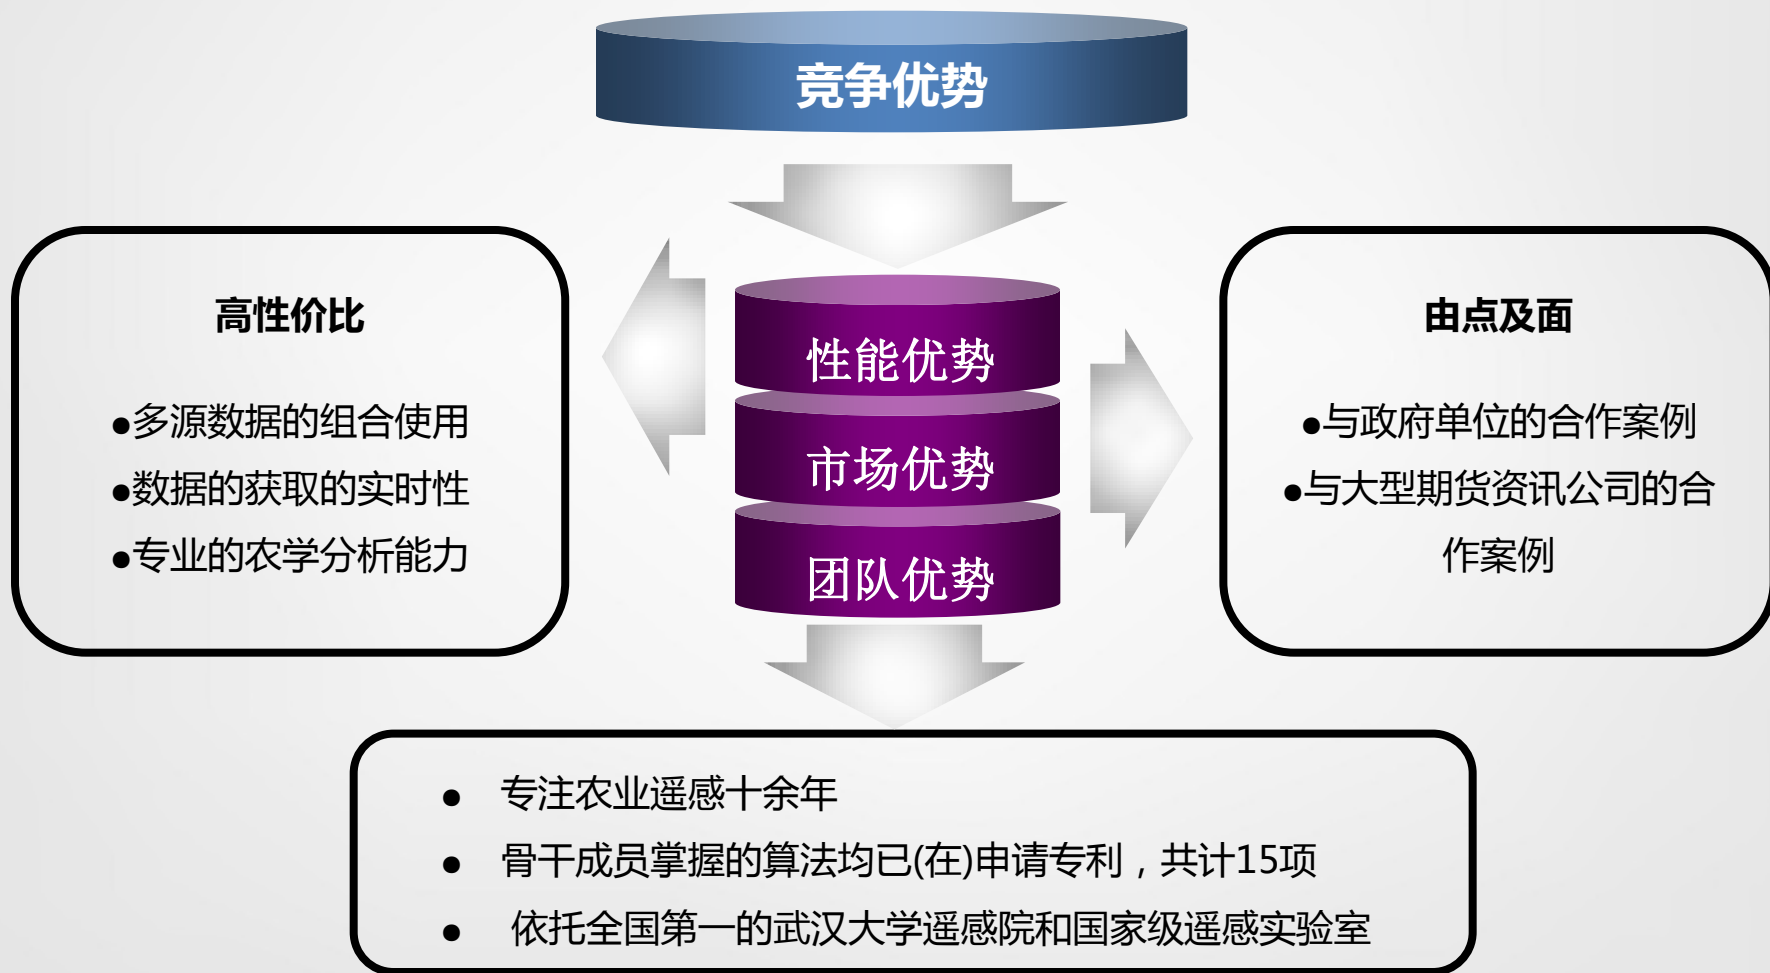 竞争优势
高性价比
●多源数据的组合使用
●数据的获取的实时性
●专业的农学分析能力
性能优势
市场优势
团队优势
由点及面
●与政府单位的合作案例
●与大型期货资讯公司的合
作案例
● 专注农业遥感十余年
● 骨干成员掌握的算法均已(在)申请专利，共计15项
● 依托全国第一的武汉大学遥感院和国家级遥感实验室